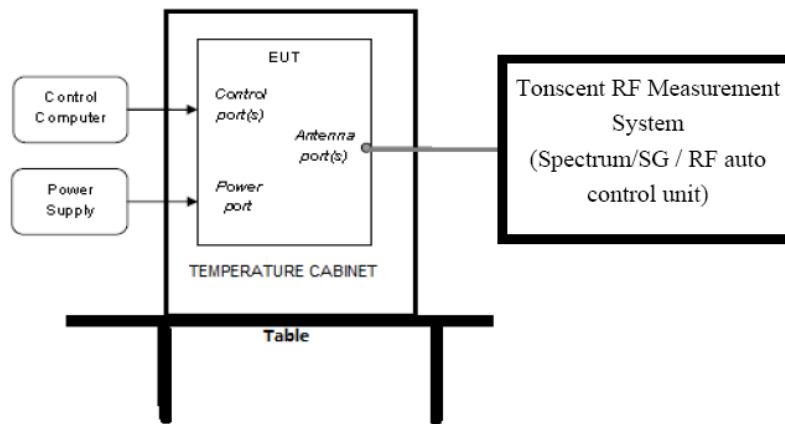 EUT
Control
Computer
Control
port(s)
Antenna
port(s)
Power
Supply
Power
port
TEMPERATURE CABINET
Table
Tonscent RF Measurement
System
(Spectrum/SG / RF auto
control unit)